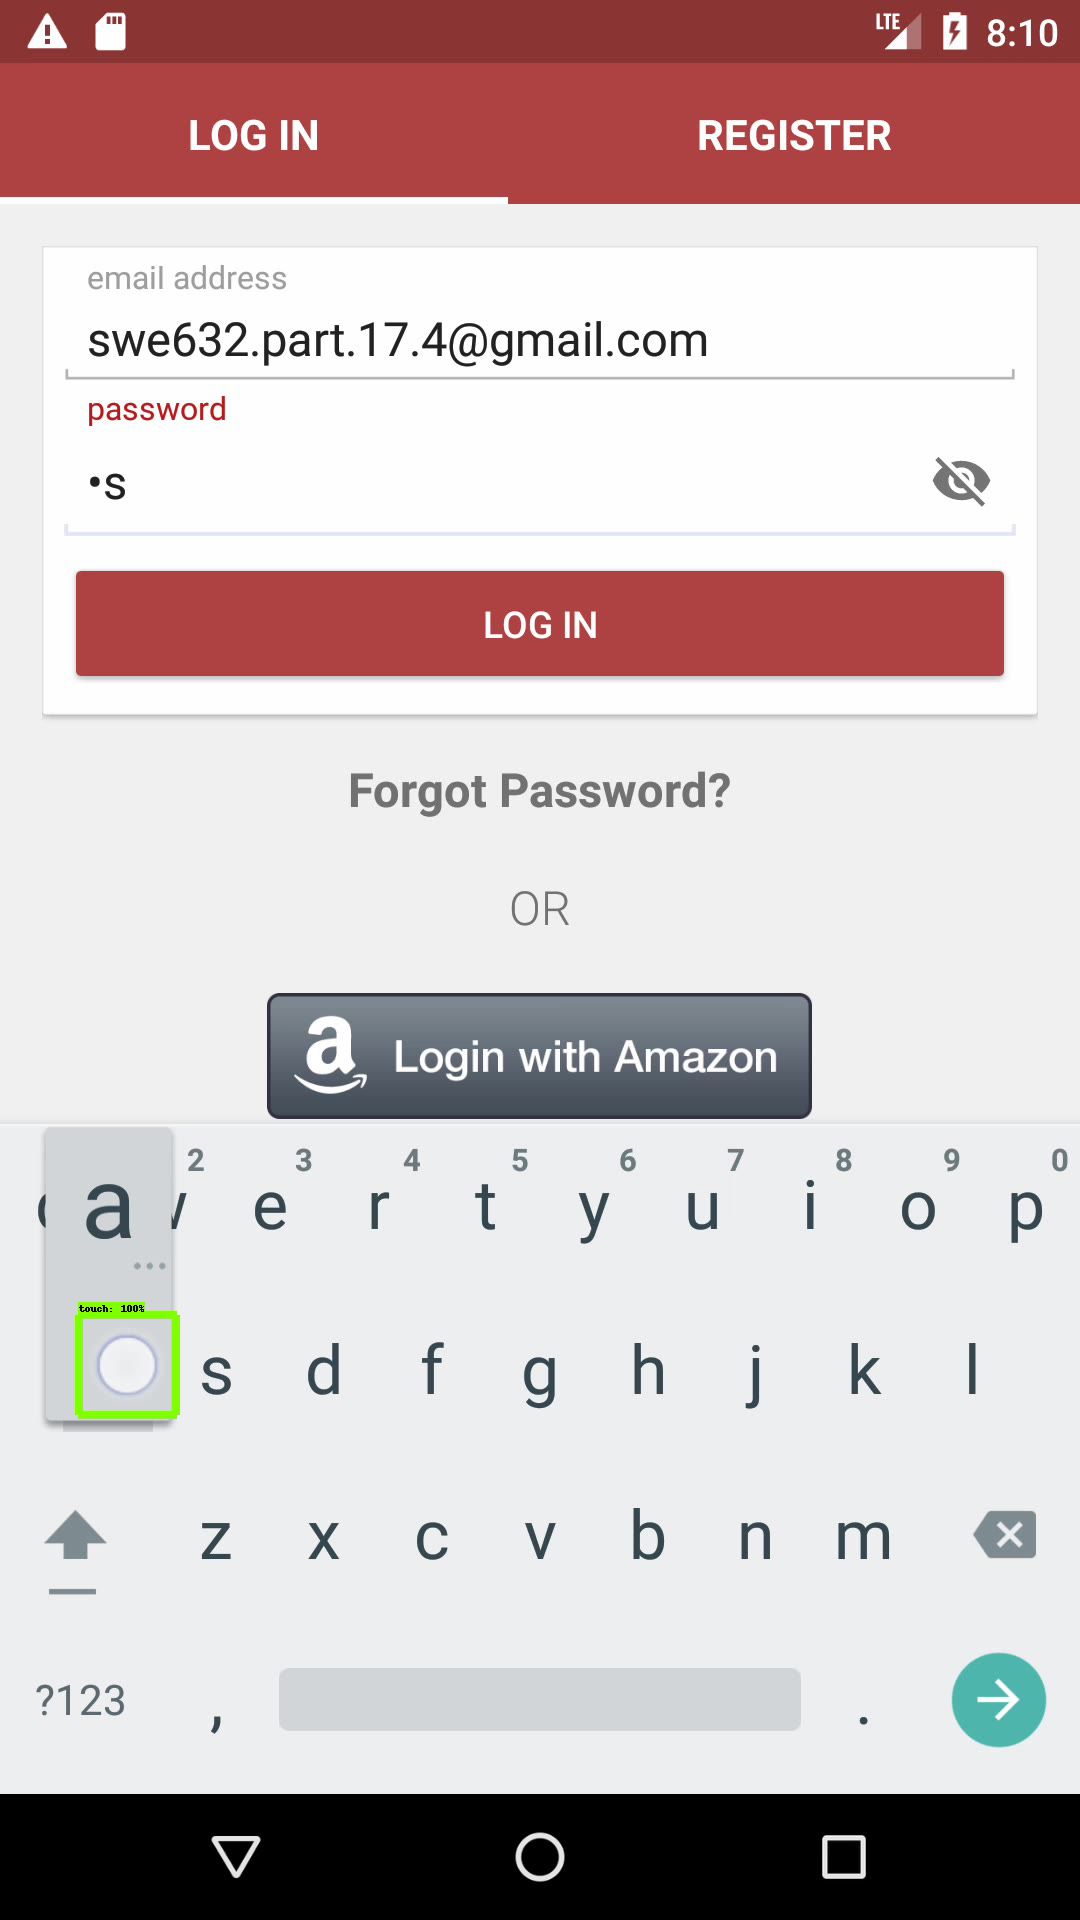 LTE 8:10
LOG IN REGISTER
email address
swe632.part.17.4@gmail.com
password
•s
LOG IN
Forgot Password?
OR
a Login with Amazon
2 3 4 5 6 7 8 9 0
a e r t y u i o p
touch: 100%
s d f g h j k l
z x c v b n m
?123 , .